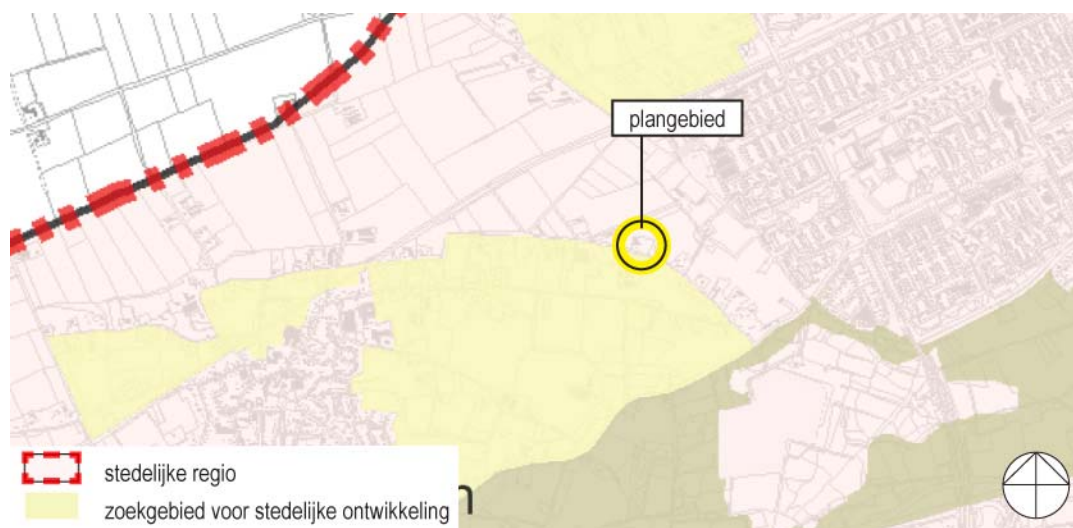 plangebied
stedelijke regio
zoekgebied voor stedelijke ontwikkeling
n